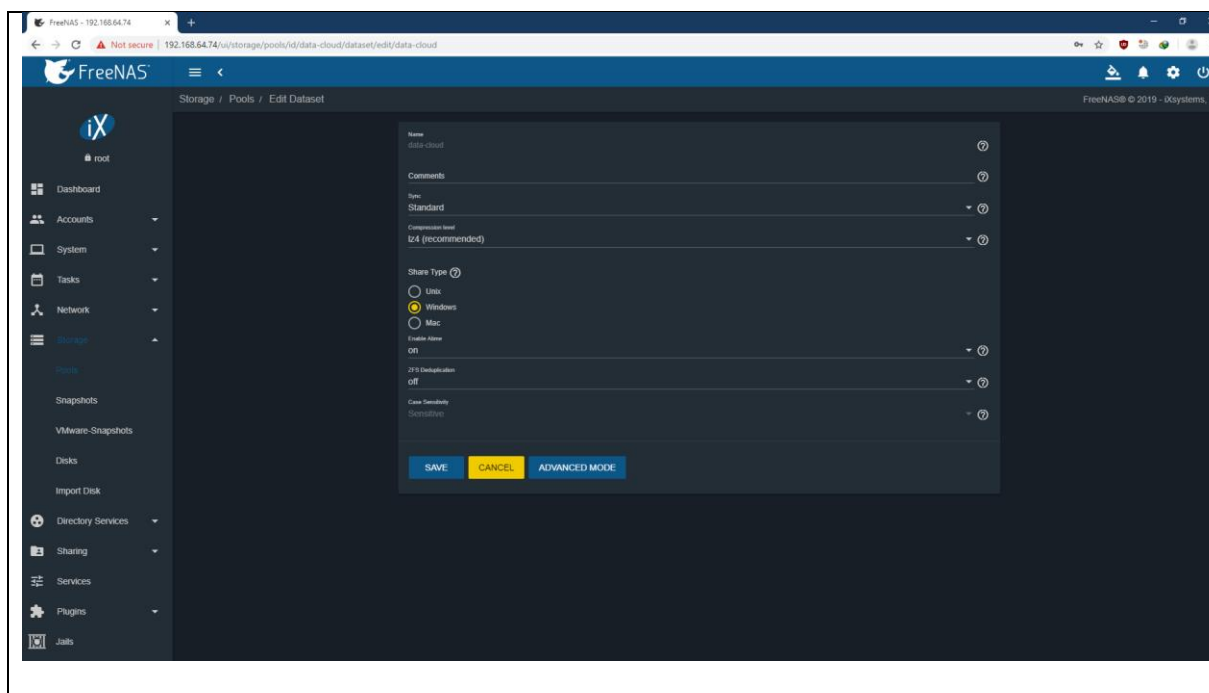 FreeNAS - 192.168.64.74
Not secure | 192.168.64.74/ui/storage/pools/id/data-cloud/dataset/edit/data-cloud
FreeNAS
Storage / Pools / Edit Dataset
FreeNAS® © 2019 - iXsystems,
iX
root
Dashboard
Accounts
System
Tasks
Network
Storage
Pools
Snapshots
VMware-Snapshots
Disks
Import Disk
Directory Services
Sharing
Services
Plugins
Jails
Name
data-cloud
Comments
Sync
Standard
Compression level
lz4 (recommended)
Share Type
Unix
Windows
Mac
Enable Atime
on
ZFS Deduplication
off
Case Sensitivity
Sensitive
SAVE CANCEL ADVANCED MODE